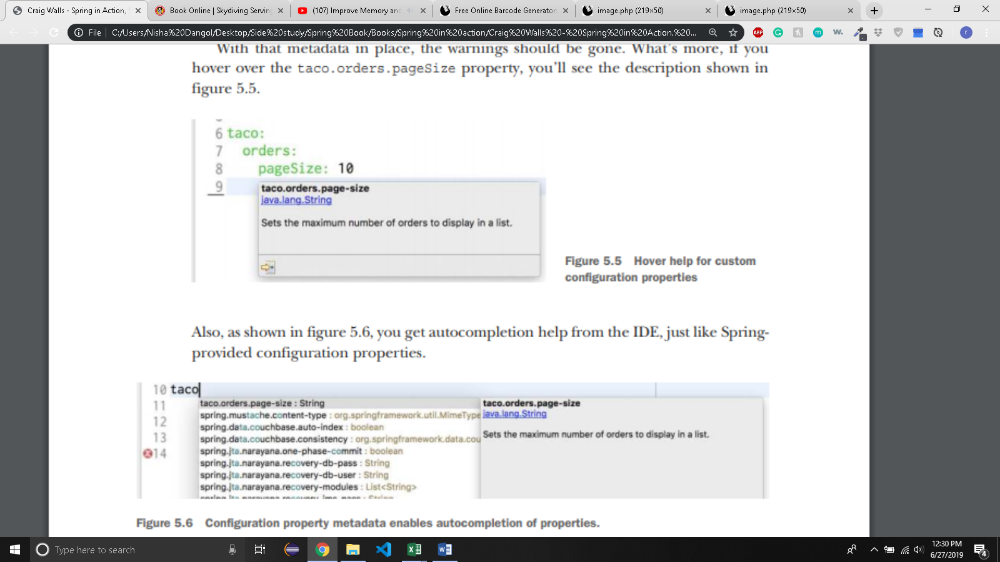 Craig Walls - Spring in Action,
Book Online | Skydiving Serving
(107) Improve Memory and
Free Online Barcode Generator
image.php (219×50)
image.php (219×50)
File | C:/Users/Nisha%20Dangol/Desktop/Side%20study/Spring%20Book/Books/Spring%20in%20action/Craig%20Walls%20-%20Spring%20in%20Action,%20...
ABP
w.
r
With that metadata in place, the warnings should be gone. What's more, if you
hover over the taco.orders.pageSize property, you'll see the description shown in
figure 5.5.
6 taco:
7 orders:
8 pageSize: 10
9
taco.orders.page-size
java.lang.String
Sets the maximum number of orders to display in a list.
Figure 5.5 Hover help for custom
configuration properties
Also, as shown in figure 5.6, you get autocompletion help from the IDE, just like Spring-
provided configuration properties.
10 taco
11
12
13
14
taco.orders.page-size : String
spring.mustache.content-type : org.springframework.util.MimeType
spring.data.couchbase.auto-index : boolean
spring.data.couchbase.consistency : org.springframework.data.cou
spring.jta.narayana.one-phase-commit : boolean
spring.jta.narayana.recovery-db-pass : String
spring.jta.narayana.recovery-db-user : String
spring.jta.narayana.recovery-modules : List<String>
taco.orders.page-size
java.lang.String
Sets the maximum number of orders to display in a list.
Figure 5.6 Configuration property metadata enables autocompletion of properties.
Type here to search
12:30 PM
6/27/2019
4